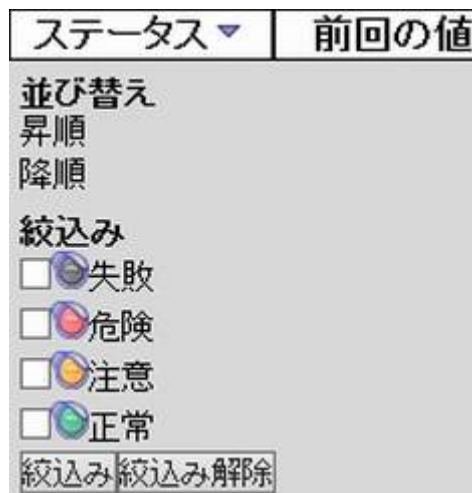 ステータス▼ 前回の値
並び替え
昇順
降順
絞込み
失敗
危険
注意
正常
絞込み 絞込み解除